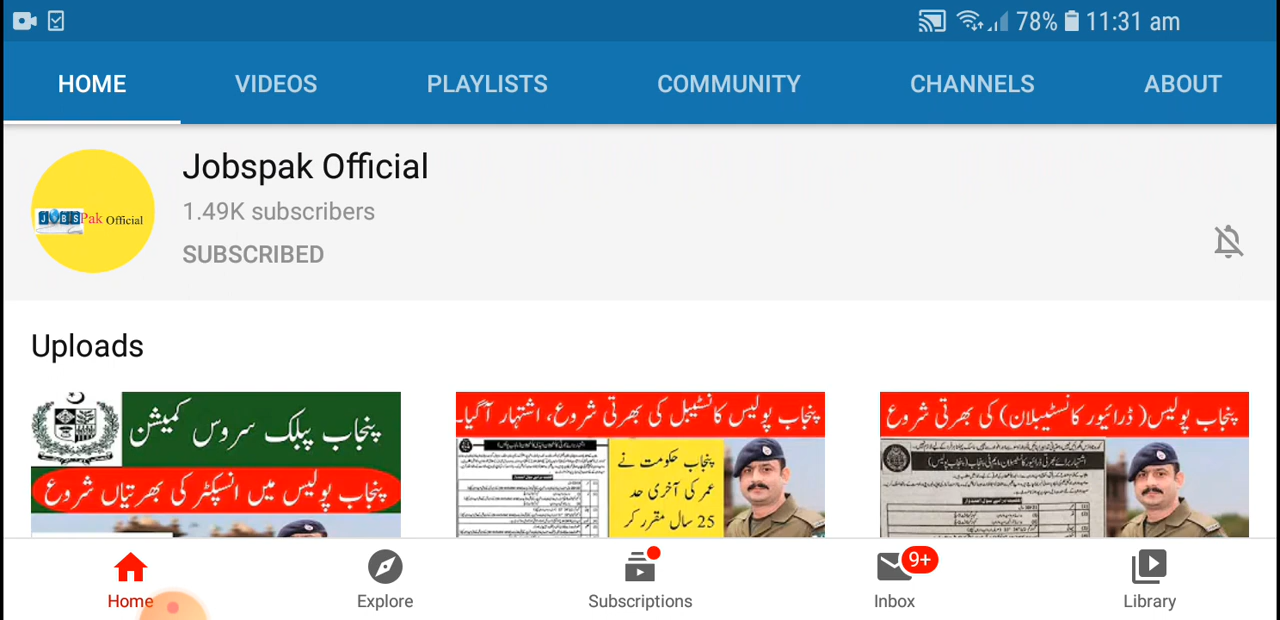 78% 11:31 am
HOME VIDEOS PLAYLISTS COMMUNITY CHANNELS ABOUT
Jobspak Official
JOBSPak Official
1.49K subscribers
SUBSCRIBED
Uploads
پنجاب پبلک سروس کمیشن
پنجاب پولیس میں انسپکٹر کی بھرتیاں شروع
پنجاب پولیس کانسٹیبل کی بھرتی شروع، اشتہار آگیا۔
پنجاب حکومت نے
عمر کی آخری حد
25 سال مقرر کر
پنجاب پولیس( ڈرائیور کانسٹیبلان) کی بھرتی شروع
9+
Home Explore Subscriptions Inbox Library